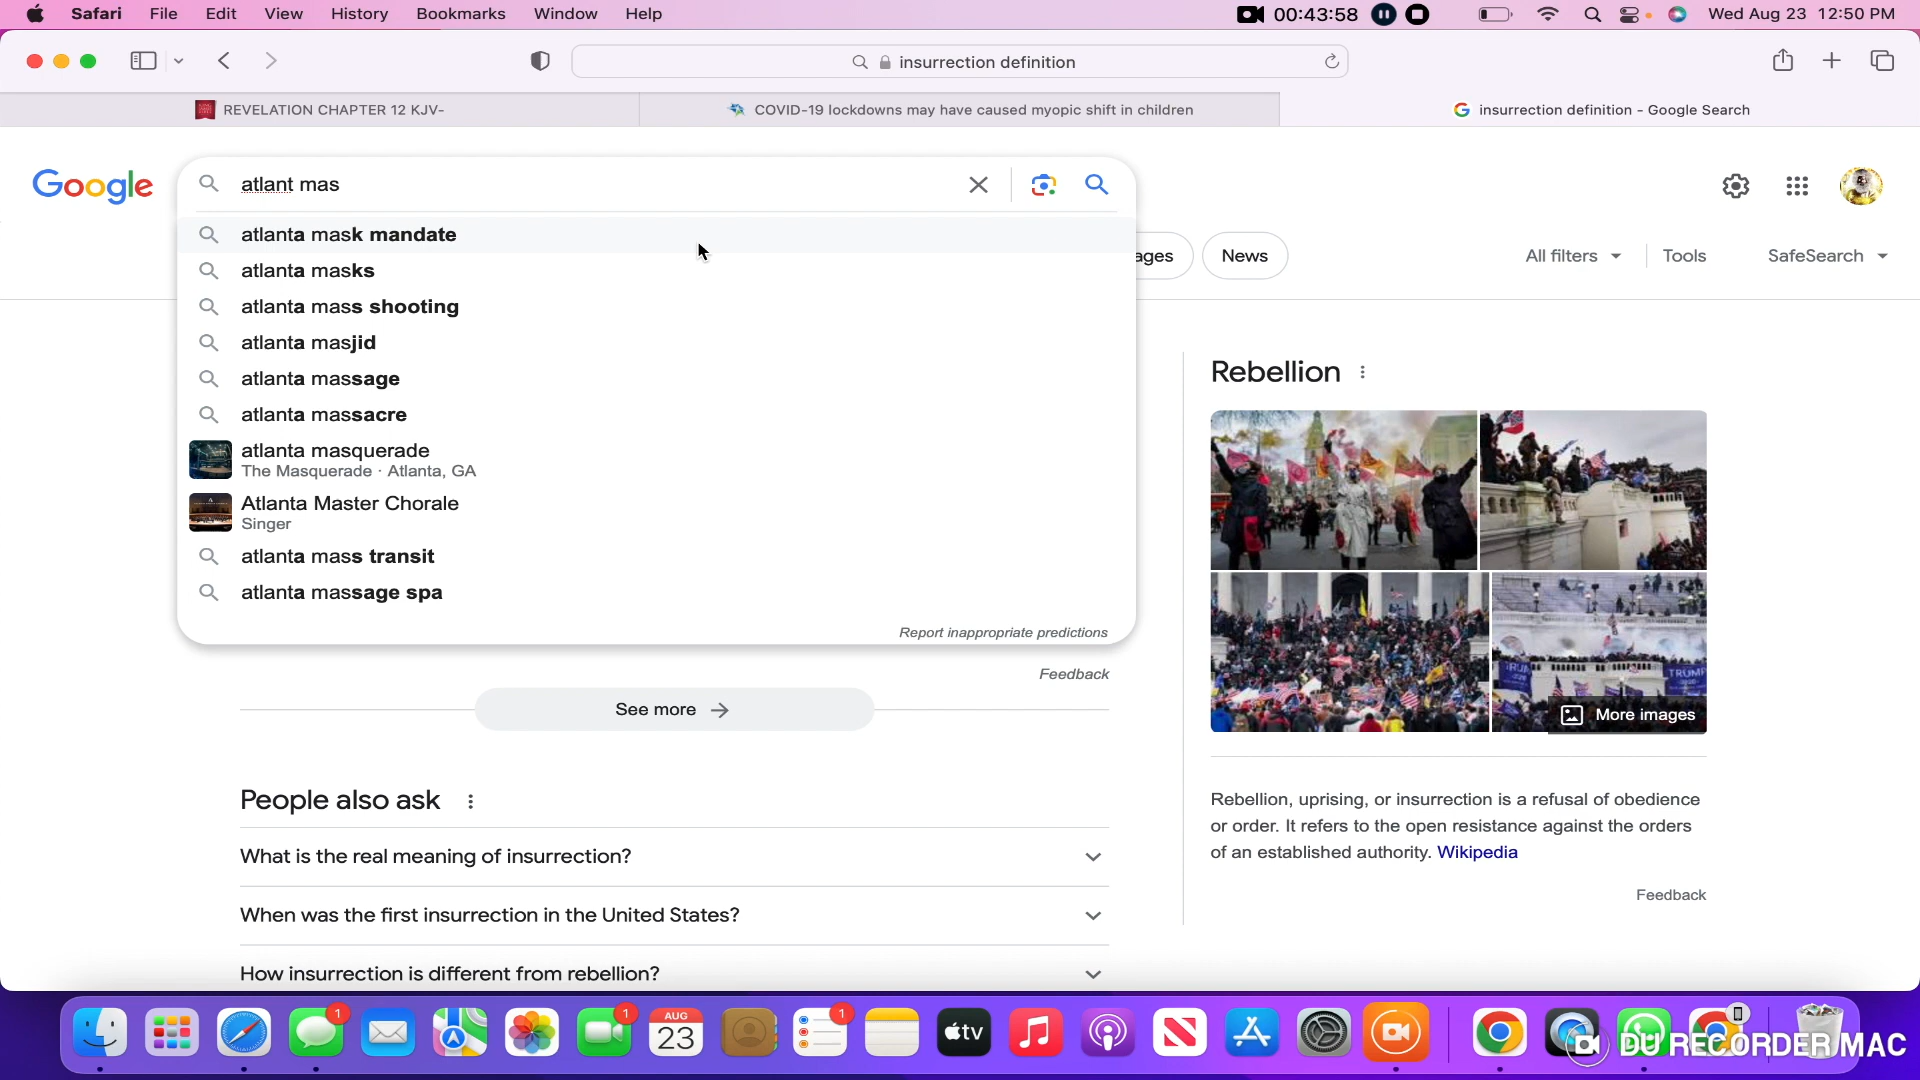 Safari File Edit View History Bookmarks Window Help 00:43:58 Wed Aug 23 12:50 PM
insurrection definition
REVELATION CHAPTER 12 KJV-
COVID-19 lockdowns may have caused myopic shift in children
insurrection definition - Google Search
Google
atlant mas
atlanta mask mandate
atlanta masks
atlanta mass shooting
atlanta masjid
atlanta massage
atlanta massacre
atlanta masquerade
The Masquerade · Atlanta, GA
Atlanta Master Chorale
Singer
atlanta mass transit
atlanta massage spa
Report inappropriate predictions
ages
News
All filters
Tools
SafeSearch
Feedback
See more
People also ask
What is the real meaning of insurrection?
When was the first insurrection in the United States?
How insurrection is different from rebellion?
Rebellion
TRUMP
More images
Rebellion, uprising, or insurrection is a refusal of obedience
or order. It refers to the open resistance against the orders
of an established authority. Wikipedia
Feedback
1
1
AUG
23
1
tv
DU RECORDER MAC